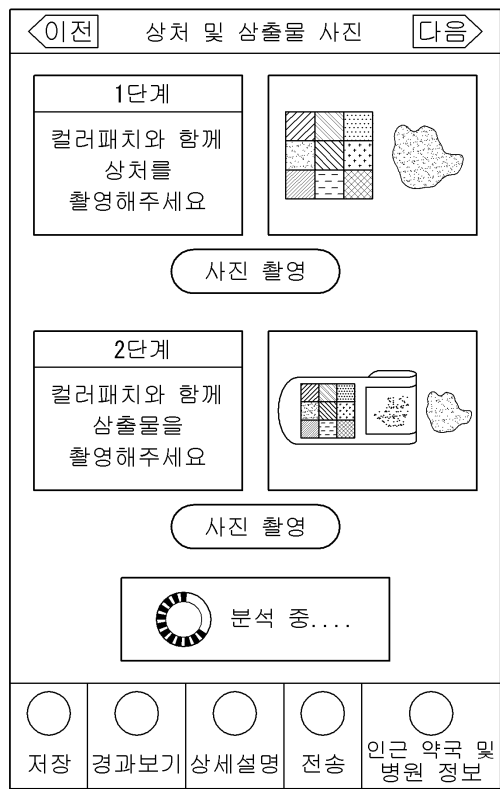 이전 상처 및 삼출물 사진 다음
1단계
컬러패치와 함께
상처를
촬영해주세요
사진 촬영
2단계
컬러패치와 함께
삼출물을
촬영해주세요
사진 촬영
분석 중....
저장 경과보기 상세설명 전송 인근 약국 및
병원 정보